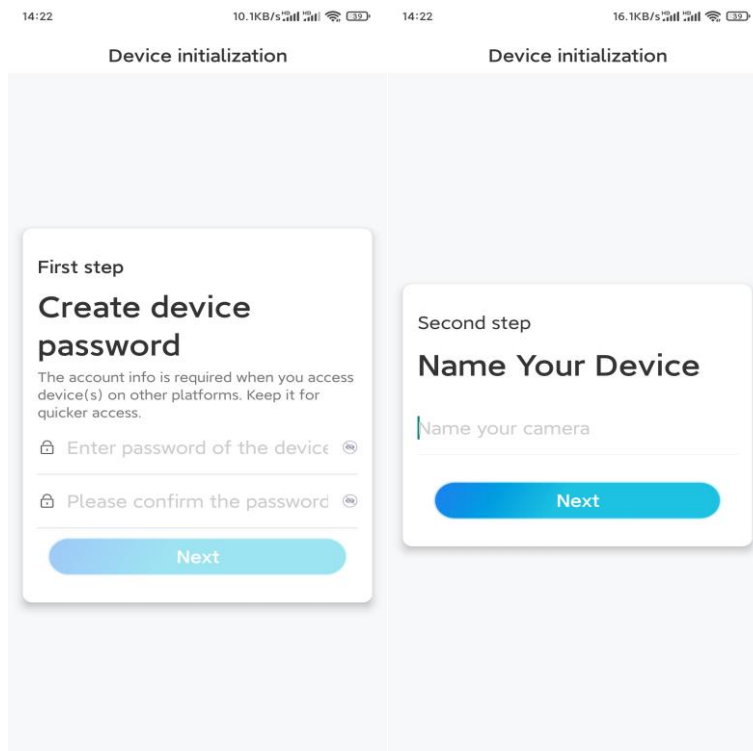 14:22
10.1KB/s
39
Device initialization
First step
Create device
password
The account info is required when you access
device(s) on other platforms. Keep it for
quicker access.
Enter password of the device
Please confirm the password
Next
14:22
16.1KB/s
39
Device initialization
Second step
Name Your Device
Name your camera
Next